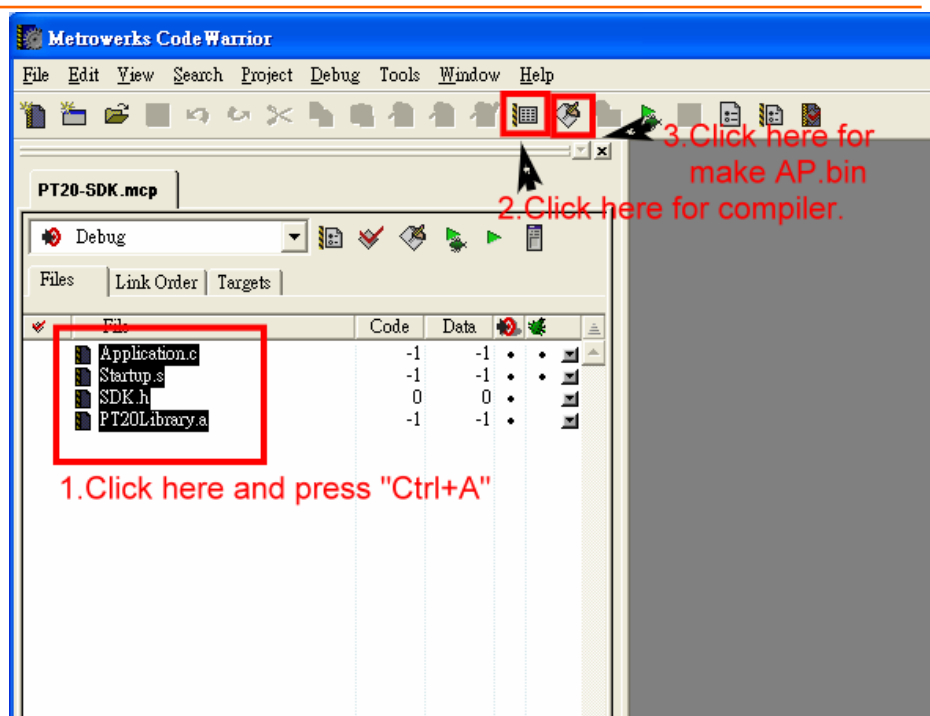 Metrowerks CodeWarrior
File Edit View Search Project Debug Tools Window Help
3.Click here for
make AP.bin
PT20-SDK.mcp
2.Click here for compiler.
Debug
Files Link Order Targets
File Code Data
Application.c -1 -1
Startup.s -1 -1
SDK.h 0 0
PT20Library.a -1 -1
1.Click here and press "Ctrl+A"